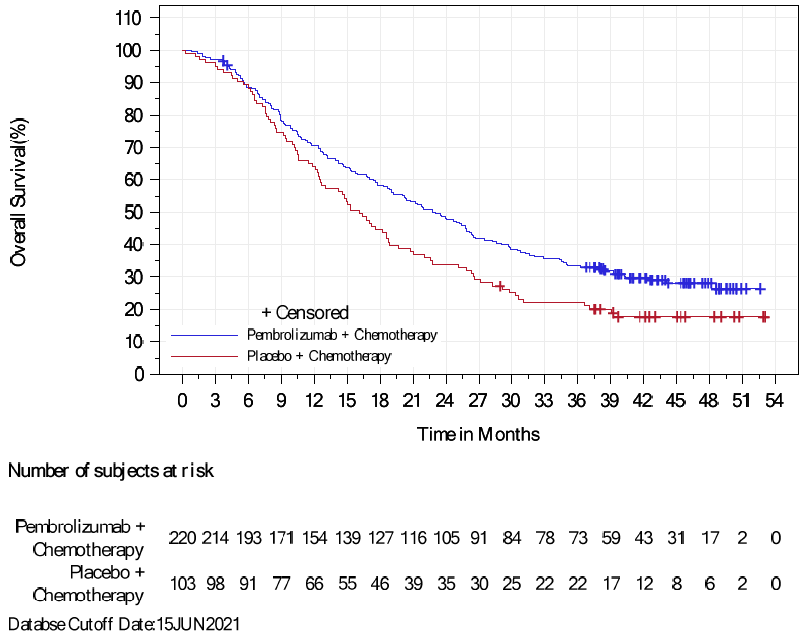 110
100
90
80
70
60
50
40
30
20
10
0
Overall Survival(%)
+ Censored
Pembrolizumab + Chemotherapy
Placebo + Chemotherapy
0 3 6 9 12 15 18 21 24 27 30 33 36 39 42 45 48 51 54
Time in Months
Number of subjects at risk
Pembrolizumab +
Chemotherapy
220 214 193 171 154 139 127 116 105 91 84 78 73 59 43 31 17 2 0
Placebo +
Chemotherapy
103 98 91 77 66 55 46 39 35 30 25 22 22 17 12 8 6 2 0
Databse Cutoff Date:15JUN2021